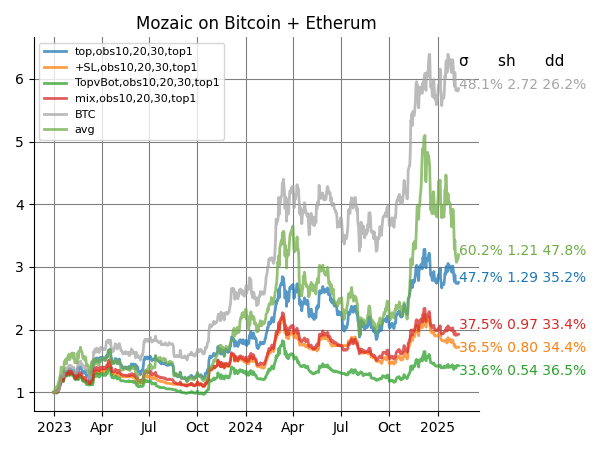 Mozaic on Bitcoin + Etherum
top,obs10,20,30,top1
+SL,obs10,20,30,top1
TopvBot,obs10,20,30,top1
mix,obs10,20,30,top1
BTC
avg
σ sh dd
48.1% 2.72 26.2%
60.2% 1.21 47.8%
47.7% 1.29 35.2%
37.5% 0.97 33.4%
36.5% 0.80 34.4%
33.6% 0.54 36.5%
6
5
4
3
2
1
2023 Apr Jul Oct 2024 Apr Jul Oct 2025